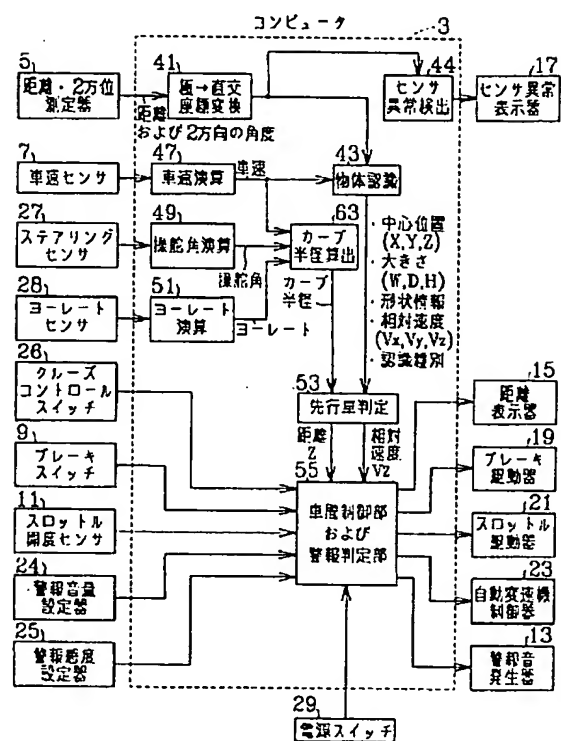 コンピュータ
3
5
距離・2方位
測定器
41
極→直交
座標変換
44
センサ
異常検出
17
センサ異常
表示器
距離
および2方向の角度
7
車速センサ
47
車速演算
車速
43
物体認識
27
ステアリング
センサ
49
操舵角演算
操舵角
63
カーブ
半径算出
・中心位置
(X,Y,Z)
・大きさ
(W,D,H)
・形状情報
・相対速度
(Vx,Vy,Vz)
・認識種別
28
ヨーレート
センサ
51
ヨーレート
演算
ヨーレート
カーブ
半径
26
クルーズ
コントロール
スイッチ
53
先行車判定
15
距離
表示器
距離
Z
相対
速度
Vz
9
ブレーキ
スイッチ
55
車間制御部
および
警報判定部
19
ブレーキ
駆動器
11
スロットル
開度センサ
21
スロットル
駆動器
24
警報音量
設定器
23
自動変速機
制御器
25
警報感度
設定器
13
警報音
発生器
29
電源スイッチ